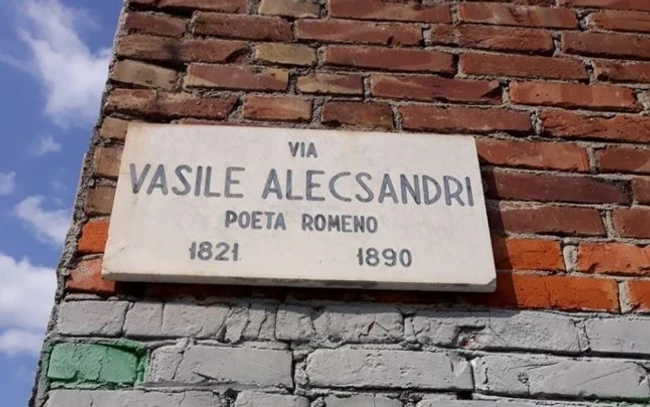 VIA
VASILE ALECSANDRI
POETA ROMENO
1821 1890